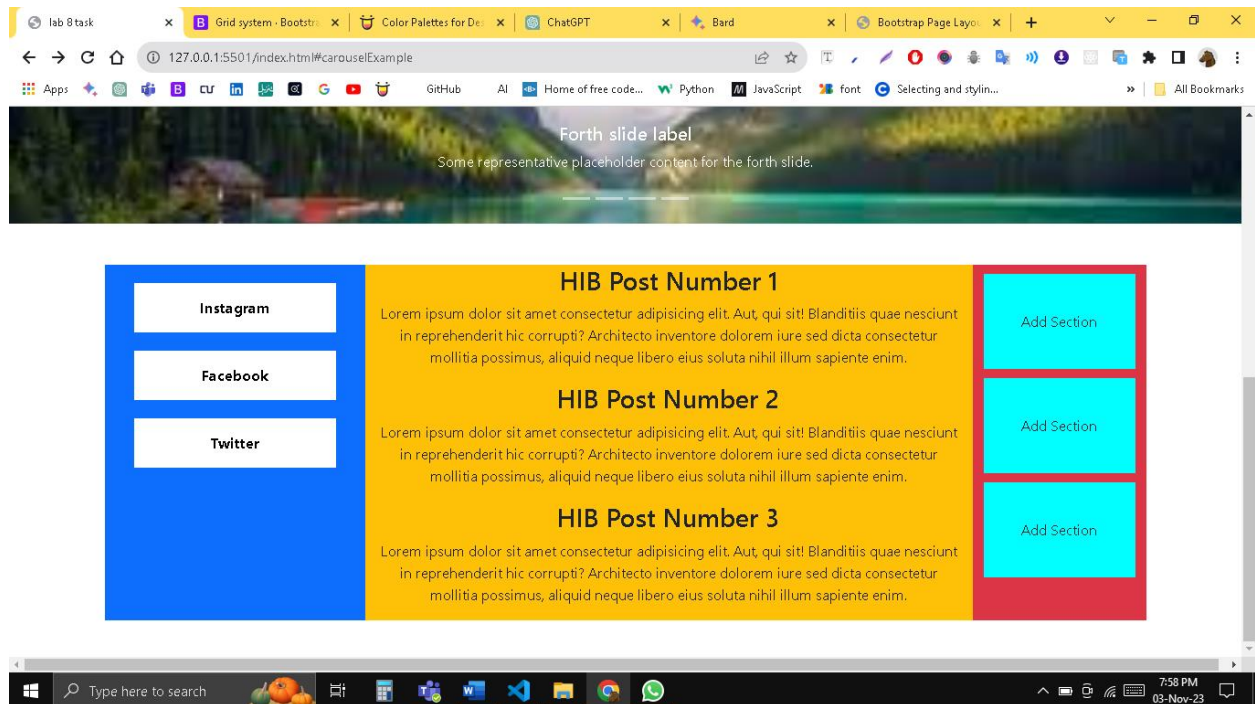 lab 8 task
Grid system · Bootstr
Color Palettes for De
ChatGPT
Bard
Bootstrap Page Layo
127.0.0.1:5501/index.html#carouselExample
Apps
GitHub
AI
Home of free code...
Python
JavaScript
font
Selecting and stylin...
»
All Bookmarks
Forth slide label
Some representative placeholder content for the forth slide.
Instagram
Facebook
Twitter
HIB Post Number 1
Lorem ipsum dolor sit amet consectetur adipisicing elit. Aut, qui sit! Blanditiis quae nesciunt
in reprehenderit hic corrupti? Architecto inventore dolorem iure sed dicta consectetur
mollitia possimus, aliquid neque libero eius soluta nihil illum sapiente enim.
HIB Post Number 2
Lorem ipsum dolor sit amet consectetur adipisicing elit. Aut, qui sit! Blanditiis quae nesciunt
in reprehenderit hic corrupti? Architecto inventore dolorem iure sed dicta consectetur
mollitia possimus, aliquid neque libero eius soluta nihil illum sapiente enim.
HIB Post Number 3
Lorem ipsum dolor sit amet consectetur adipisicing elit. Aut, qui sit! Blanditiis quae nesciunt
in reprehenderit hic corrupti? Architecto inventore dolorem iure sed dicta consectetur
mollitia possimus, aliquid neque libero eius soluta nihil illum sapiente enim.
Add Section
Add Section
Add Section
Type here to search
7:58 PM
03-Nov-23